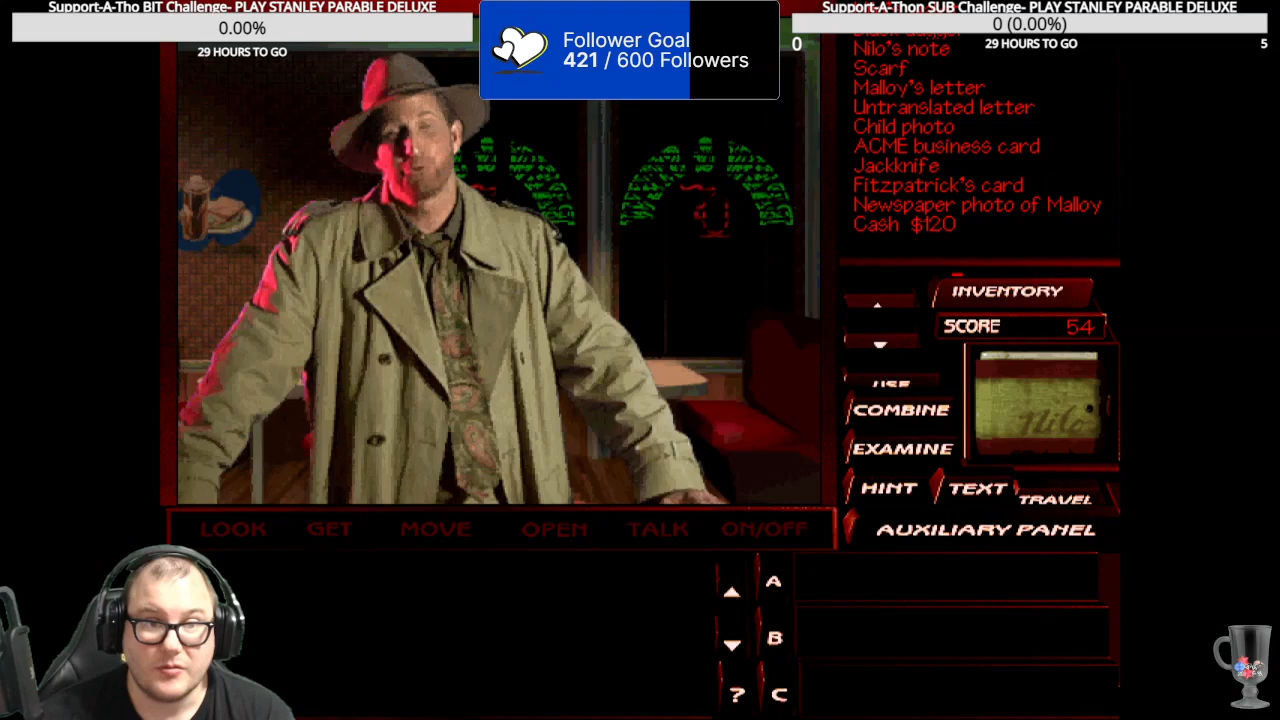 Support-A-Tho BIT Challenge- PLAY STANLEY PARABLE DELUXE
0.00%
29 HOURS TO GO
Follower Goal
421 / 600 Followers
Support-A-Thon SUB Challenge- PLAY STANLEY PARABLE DELUXE
0 (0.00%)
0
29 HOURS TO GO
5
Nilo's note
Scarf
Malloy's letter
Untranslated letter
Child photo
ACME business card
Jackknife
Fitzpatrick's card
Newspaper photo of Malloy
Cash $120
INVENTORY
SCORE 54
USE
COMBINE
Nilo
EXAMINE
HINT TEXT TRAVEL
AUXILIARY PANEL
LOOK GET MOVE OPEN TALK ON/OFF
A
B
? C